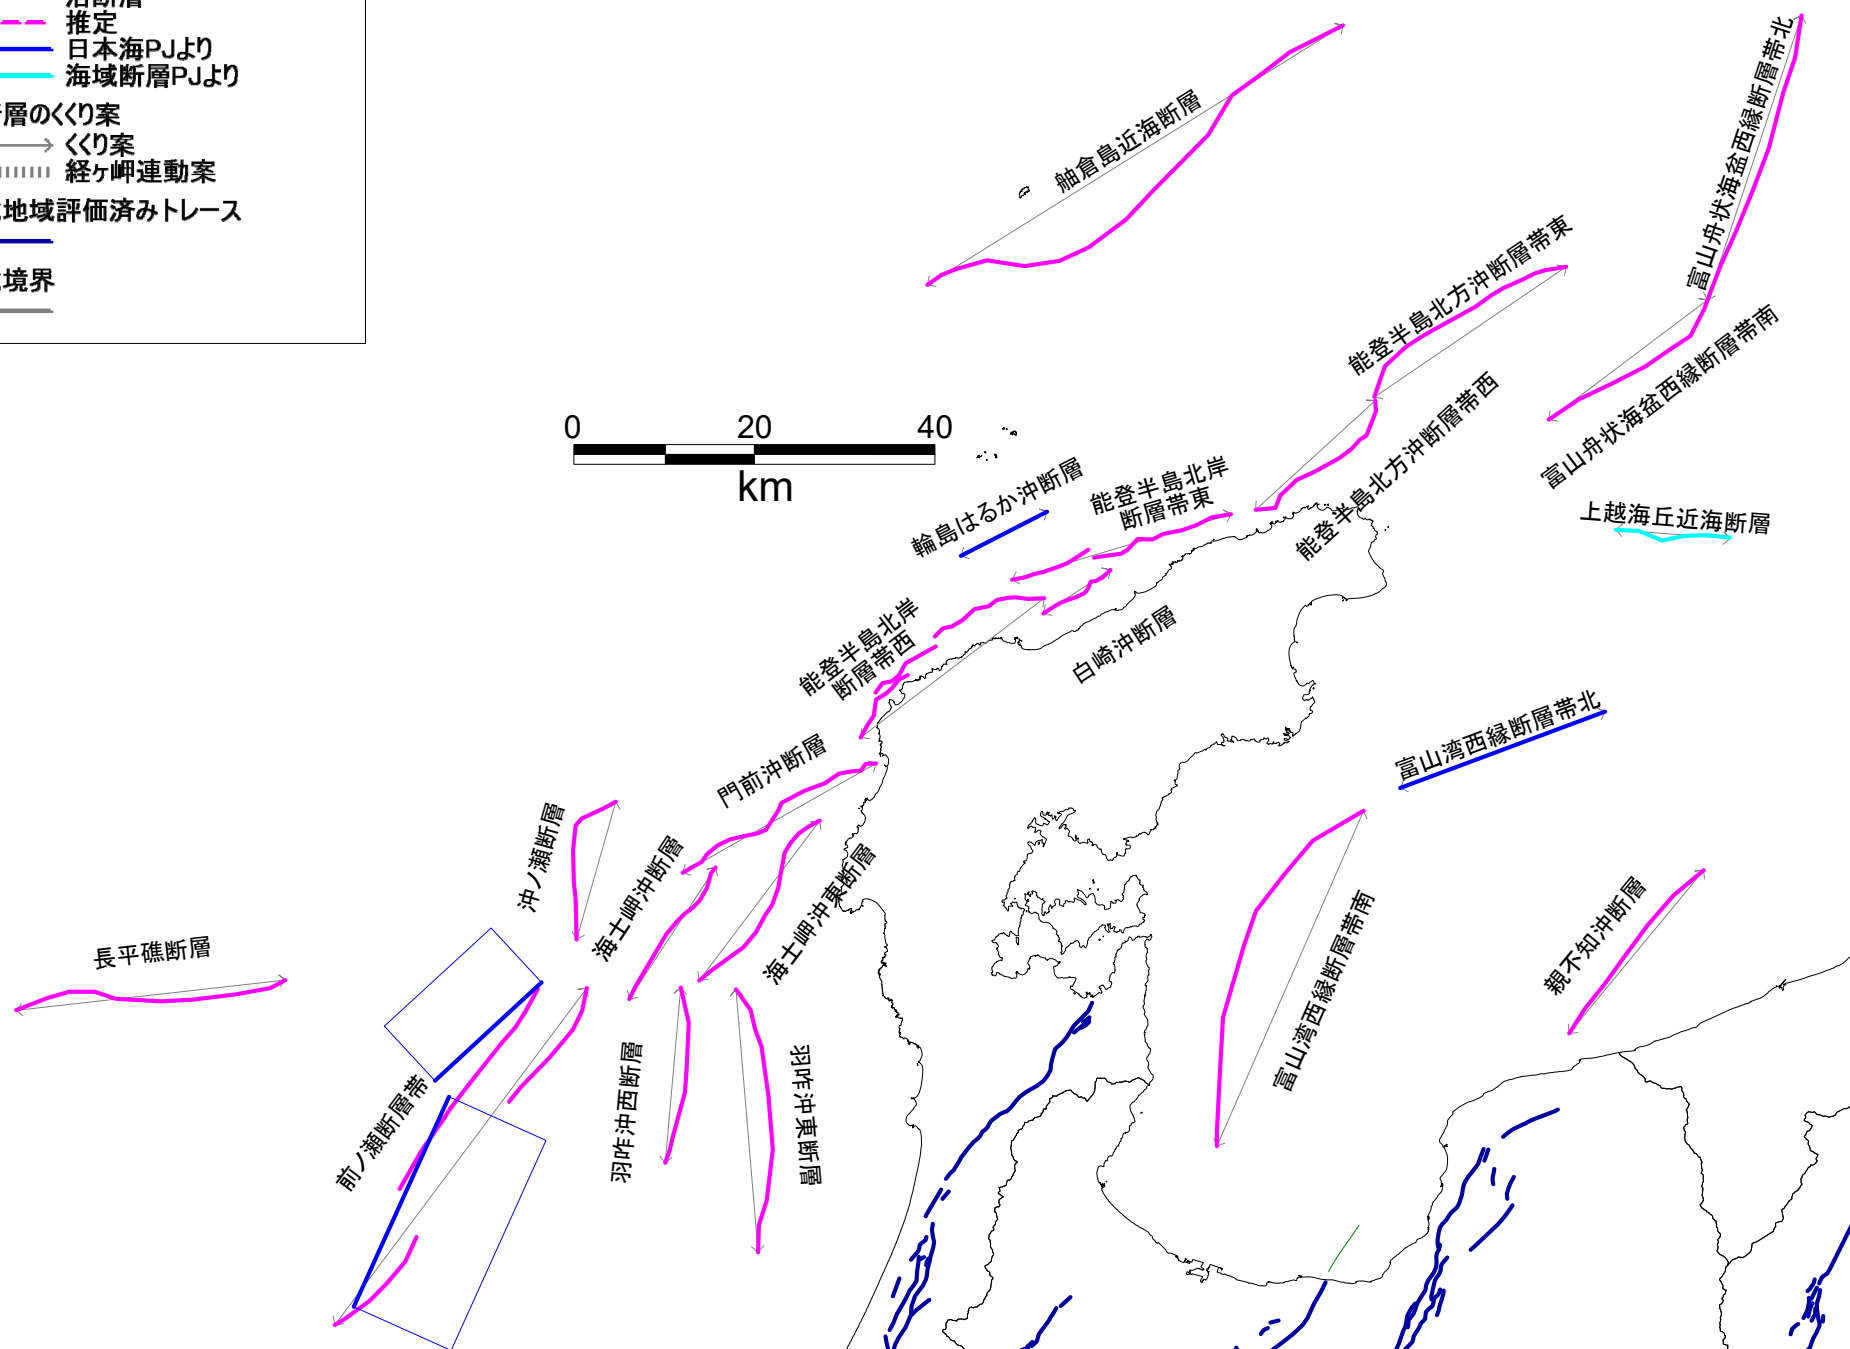 活断層
推定
日本海PJより
海域断層PJより
断層のくくり案
くくり案
経ヶ岬連動案
地域評価済みトレース
境界
舳倉島近海断層
富山舟状海盆西縁断層帯北
能登半島北方沖断層帯東
富山舟状海盆西縁断層帯南
0 20 40
km
能登半島北方沖断層帯西
輪島はるか沖断層
能登半島北岸
断層帯東
上越海丘近海断層
能登半島北岸
断層帯西
白崎沖断層
富山湾西縁断層帯北
門前沖断層
沖ノ瀬断層
海士岬沖断層
海士岬沖東断層
長平礁断層
富山湾西縁断層帯南
親不知沖断層
前ノ瀬断層帯
羽咋沖西断層
羽咋沖東断層